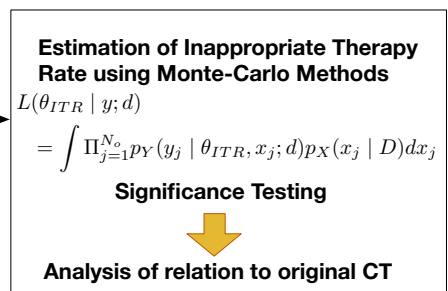 Estimation of Inappropriate Therapy
Rate using Monte-Carlo Methods
L(θ_{ITR} | y; d)
= ∫ Π_{j=1}^{N_o} p_Y(y_j | θ_{ITR}, x_j; d)p_X(x_j | D)dx_j
Significance Testing
Analysis of relation to original CT